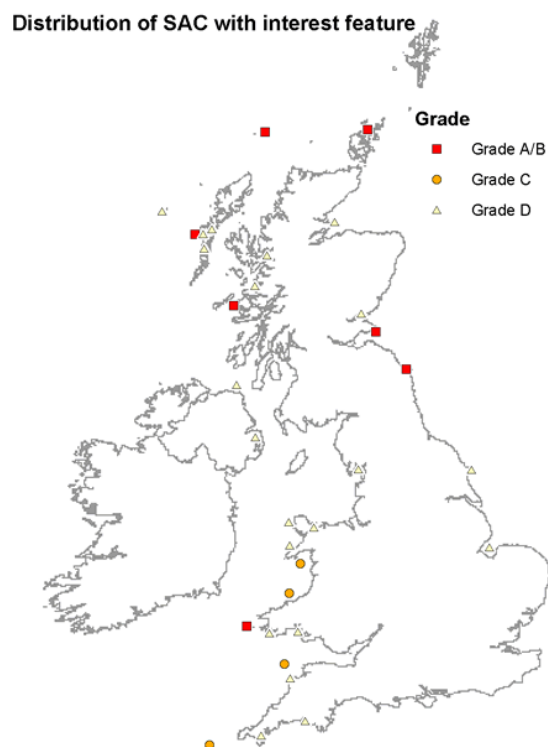 Distribution of SAC with interest feature
Grade
Grade A/B
Grade C
Grade D